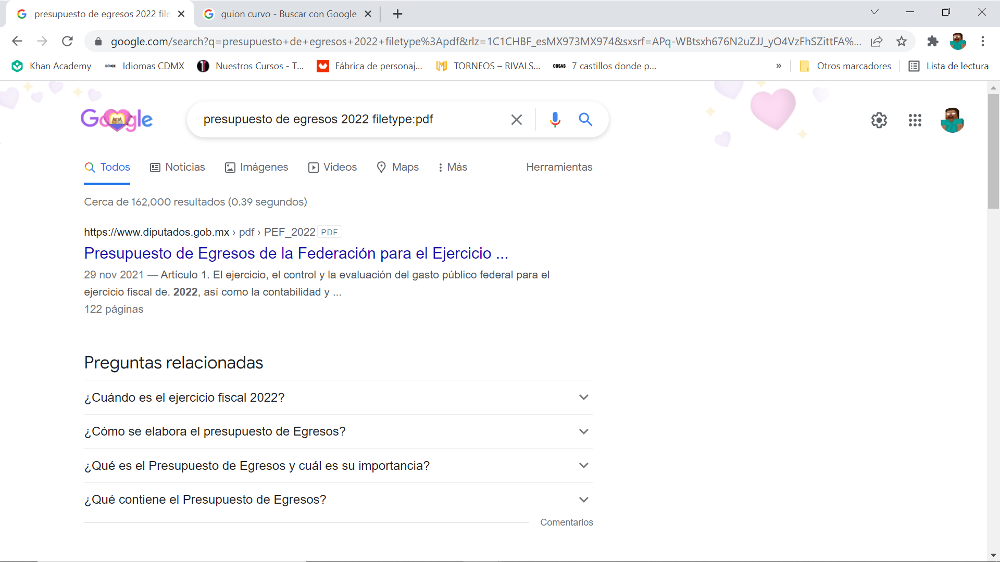 presupuesto de egresos 2022 file
guion curvo - Buscar con Google
google.com/search?q=presupuesto+de+egresos+2022+filetype%3Apdf&rlz=1C1CHBF_esMX973MX974&sxsrf=APq-WBtsxh676N2uZJJ_yO4VzFhSZittFA%...
Khan Academy
Idiomas CDMX
Nuestros Cursos - T...
Fábrica de personaj...
TORNEOS – RIVALS...
COSAS 7 castillos donde p...
»
Otros marcadores
Lista de lectura
Google
presupuesto de egresos 2022 filetype:pdf
Todos
Noticias
Imágenes
Videos
Maps
Más
Herramientas
Cerca de 162,000 resultados (0.39 segundos)
https://www.diputados.gob.mx › pdf › PEF_2022 PDF
Presupuesto de Egresos de la Federación para el Ejercicio ...
29 nov 2021 — Artículo 1. El ejercicio, el control y la evaluación del gasto público federal para el
ejercicio fiscal de. 2022, así como la contabilidad y ...
122 páginas
Preguntas relacionadas
¿Cuándo es el ejercicio fiscal 2022?
¿Cómo se elabora el presupuesto de Egresos?
¿Qué es el Presupuesto de Egresos y cuál es su importancia?
¿Qué contiene el Presupuesto de Egresos?
Comentarios